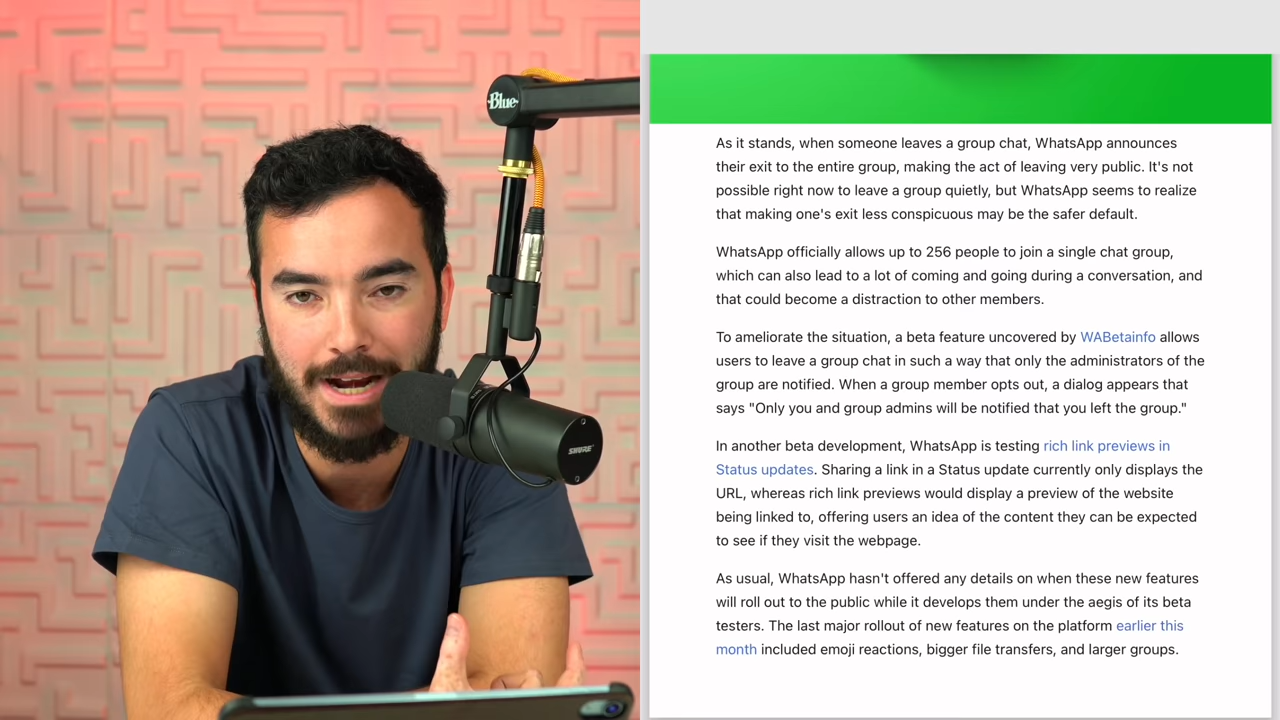 Blue
SHURE
As it stands, when someone leaves a group chat, WhatsApp announces
their exit to the entire group, making the act of leaving very public. It's not
possible right now to leave a group quietly, but WhatsApp seems to realize
that making one's exit less conspicuous may be the safer default.
WhatsApp officially allows up to 256 people to join a single chat group,
which can also lead to a lot of coming and going during a conversation, and
that could become a distraction to other members.
To ameliorate the situation, a beta feature uncovered by WABetainfo allows
users to leave a group chat in such a way that only the administrators of the
group are notified. When a group member opts out, a dialog appears that
says "Only you and group admins will be notified that you left the group."
In another beta development, WhatsApp is testing rich link previews in
Status updates. Sharing a link in a Status update currently only displays the
URL, whereas rich link previews would display a preview of the website
being linked to, offering users an idea of the content they can be expected
to see if they visit the webpage.
As usual, WhatsApp hasn't offered any details on when these new features
will roll out to the public while it develops them under the aegis of its beta
testers. The last major rollout of new features on the platform earlier this
month included emoji reactions, bigger file transfers, and larger groups.